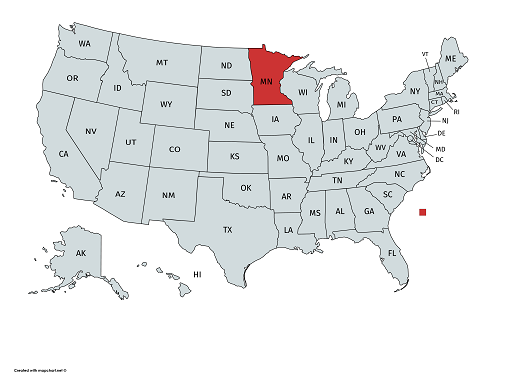 WA
MT
ND
MN
ME
VT
NH
OR
ID
SD
WI
MI
NY
MA
CT
RI
WY
IA
PA
NJ
NE
NV
UT
CO
IL
IN
OH
DE
MD
DC
WV
VA
CA
KS
MO
KY
AZ
NM
OK
AR
TN
NC
SC
TX
LA
MS
AL
GA
FL
AK
HI
Created with mapchart.net ©